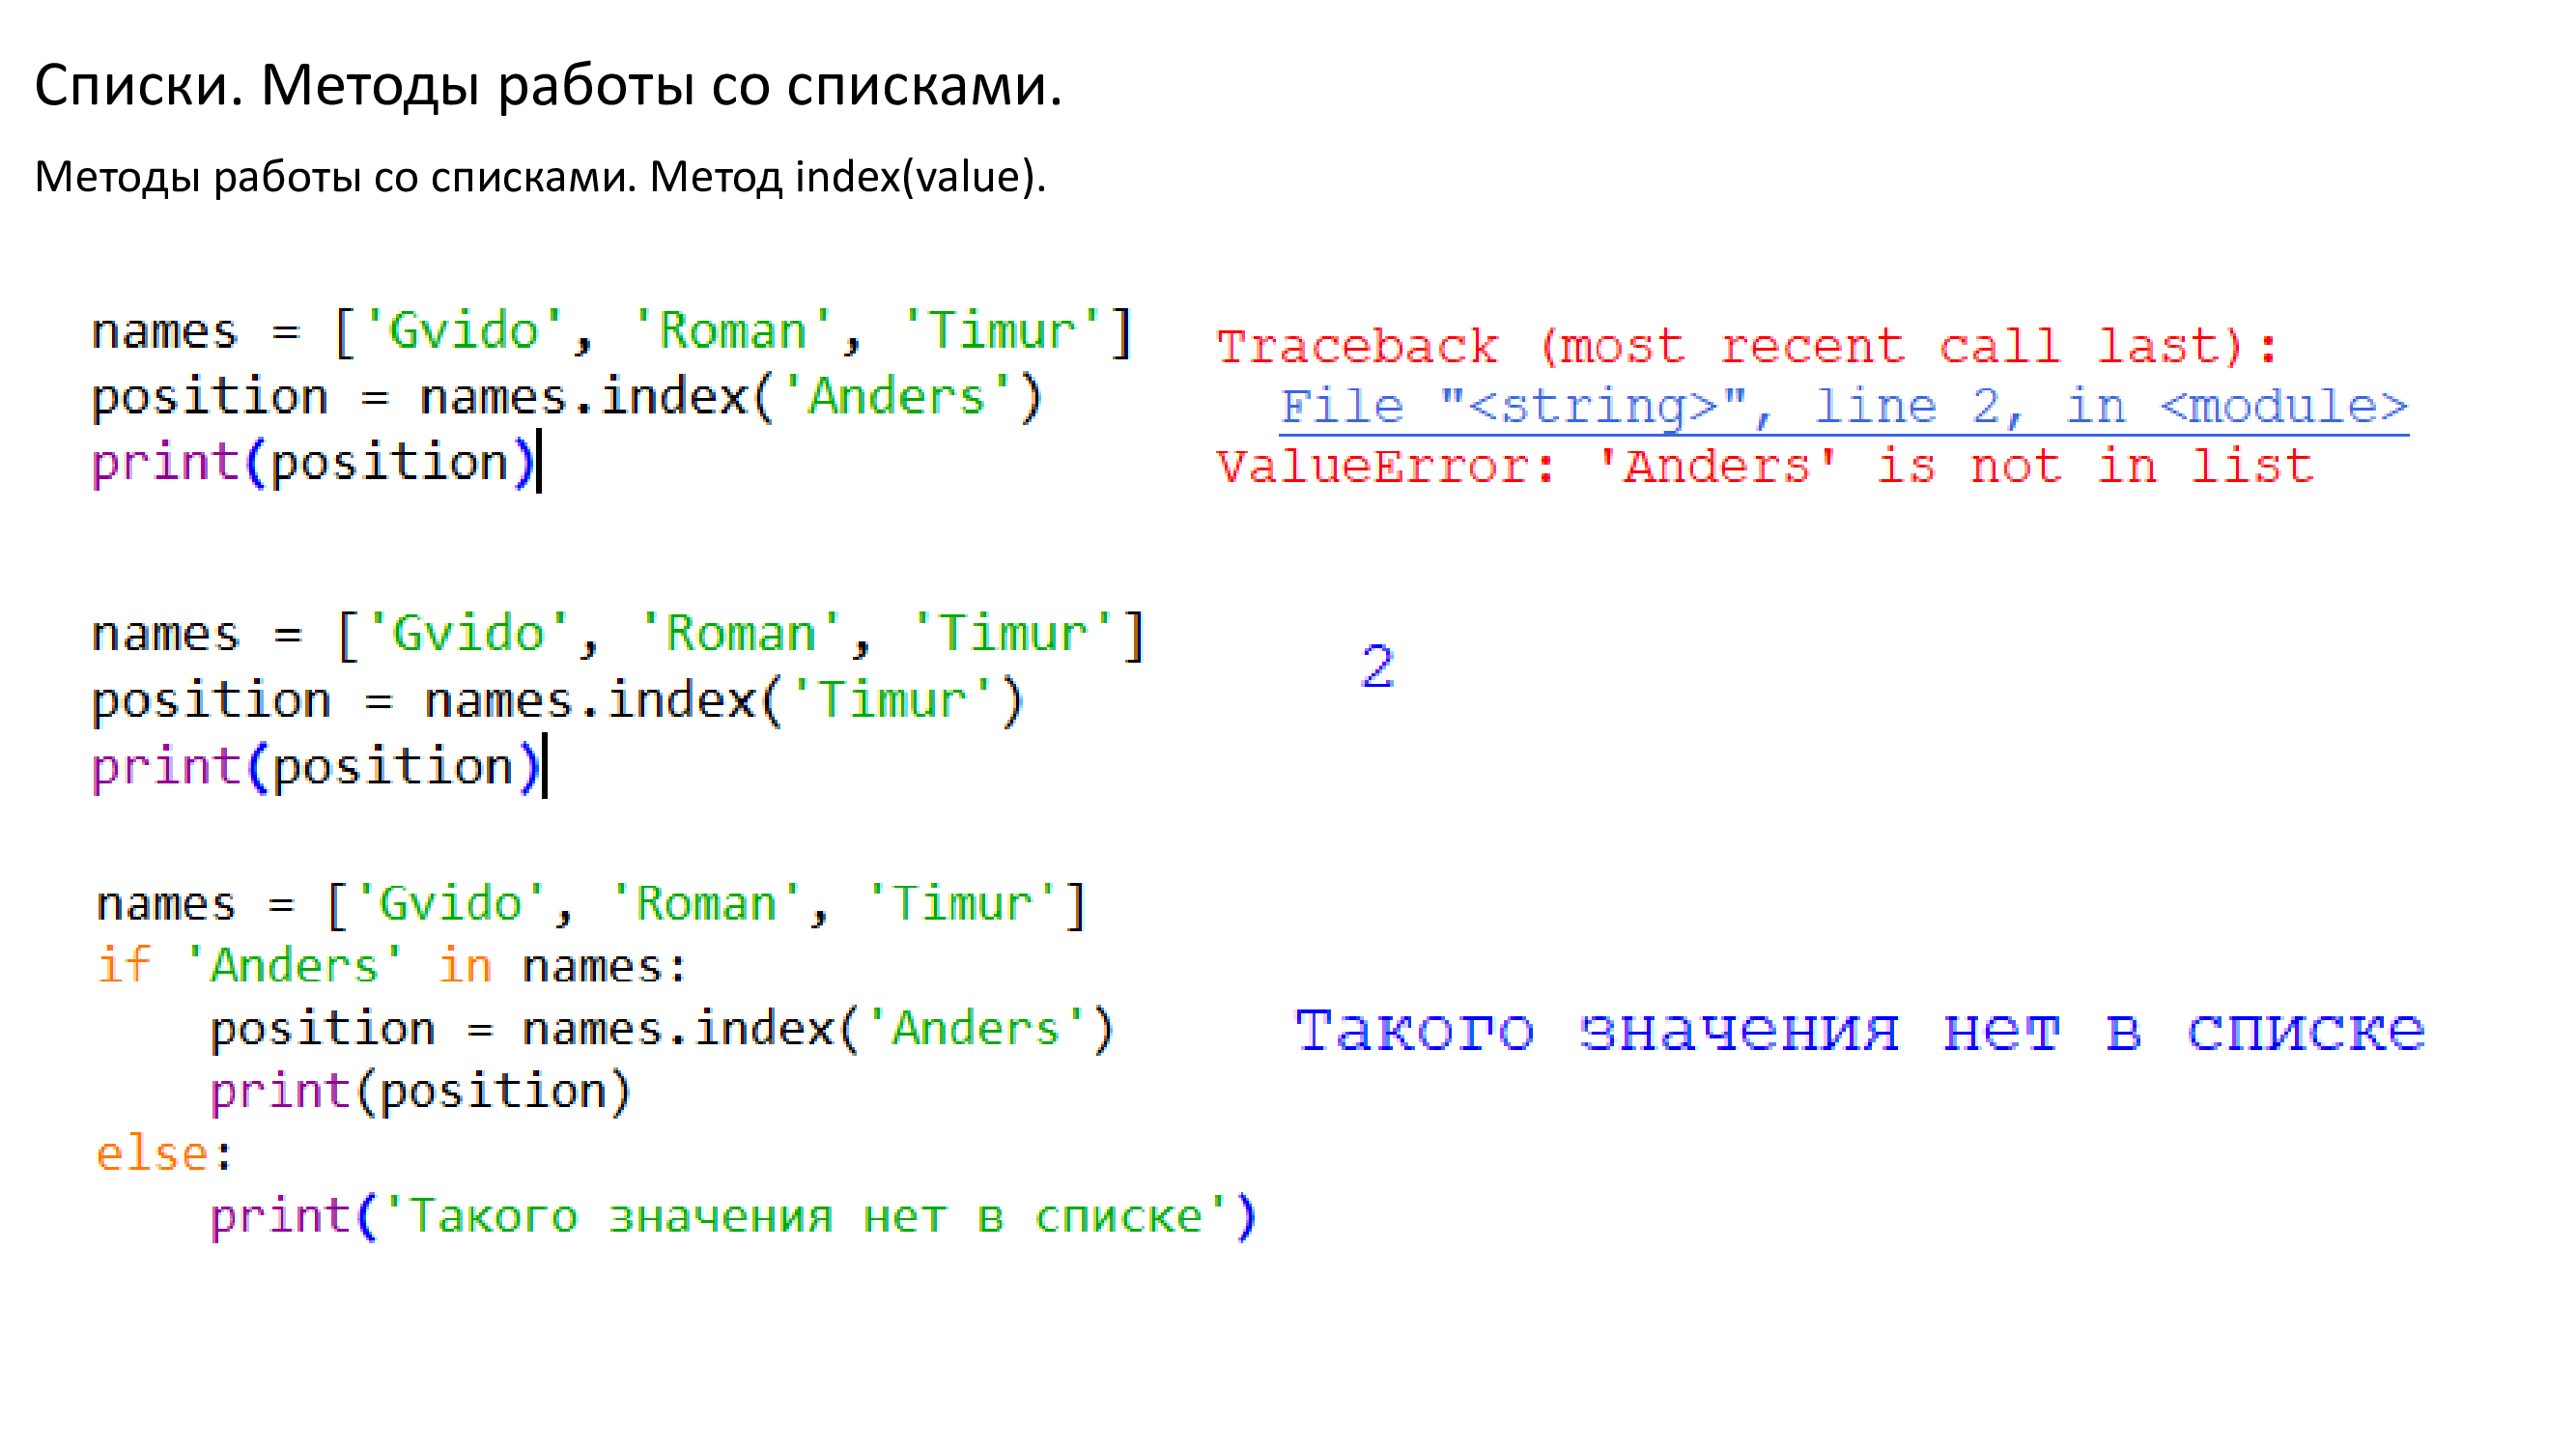 Списки. Методы работы со списками.
Методы работы со списками. Метод index(value).
names = ['Gvido', 'Roman', 'Timur']
position = names.index('Anders')
print(position)
Traceback (most recent call last):
  File "<string>", line 2, in <module>
ValueError: 'Anders' is not in list
names = ['Gvido', 'Roman', 'Timur']
position = names.index('Timur')
print(position)
2
names = ['Gvido', 'Roman', 'Timur']
if 'Anders' in names:
    position = names.index('Anders')
    print(position)
else:
    print('Такого значения нет в списке')
Такого значения нет в списке